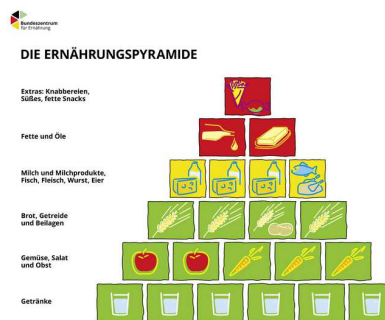 Bundeszentrum
für Ernährung
DIE ERNÄHRUNGSPYRAMIDE
Extras: Knabbereien,
Süßes, fette Snacks
Fette und Öle
Milch und Milchprodukte,
Fisch, Fleisch, Wurst, Eier
Brot, Getreide
und Beilagen
Gemüse, Salat
und Obst
Getränke